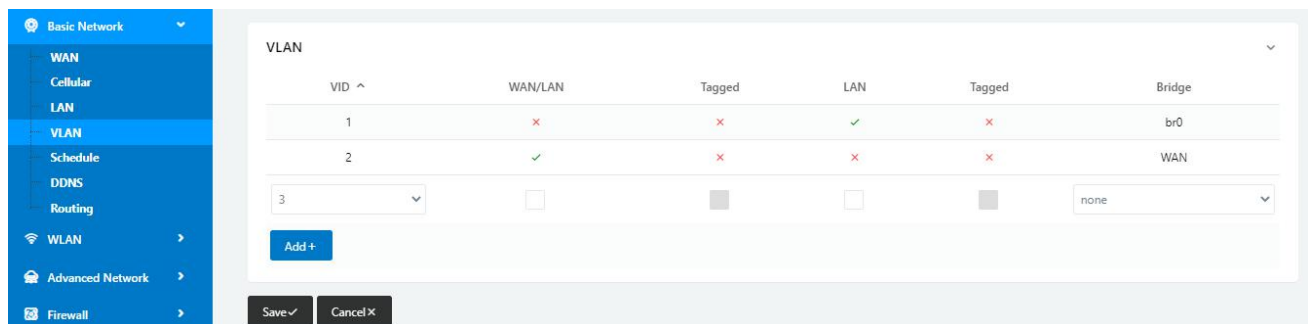 Basic Network
WAN
Cellular
LAN
VLAN
Schedule
DDNS
Routing
WLAN
Advanced Network
Firewall
VLAN
VID WAN/LAN Tagged LAN Tagged Bridge
1 br0
2 WAN
3 none
Add+
Save Cancel